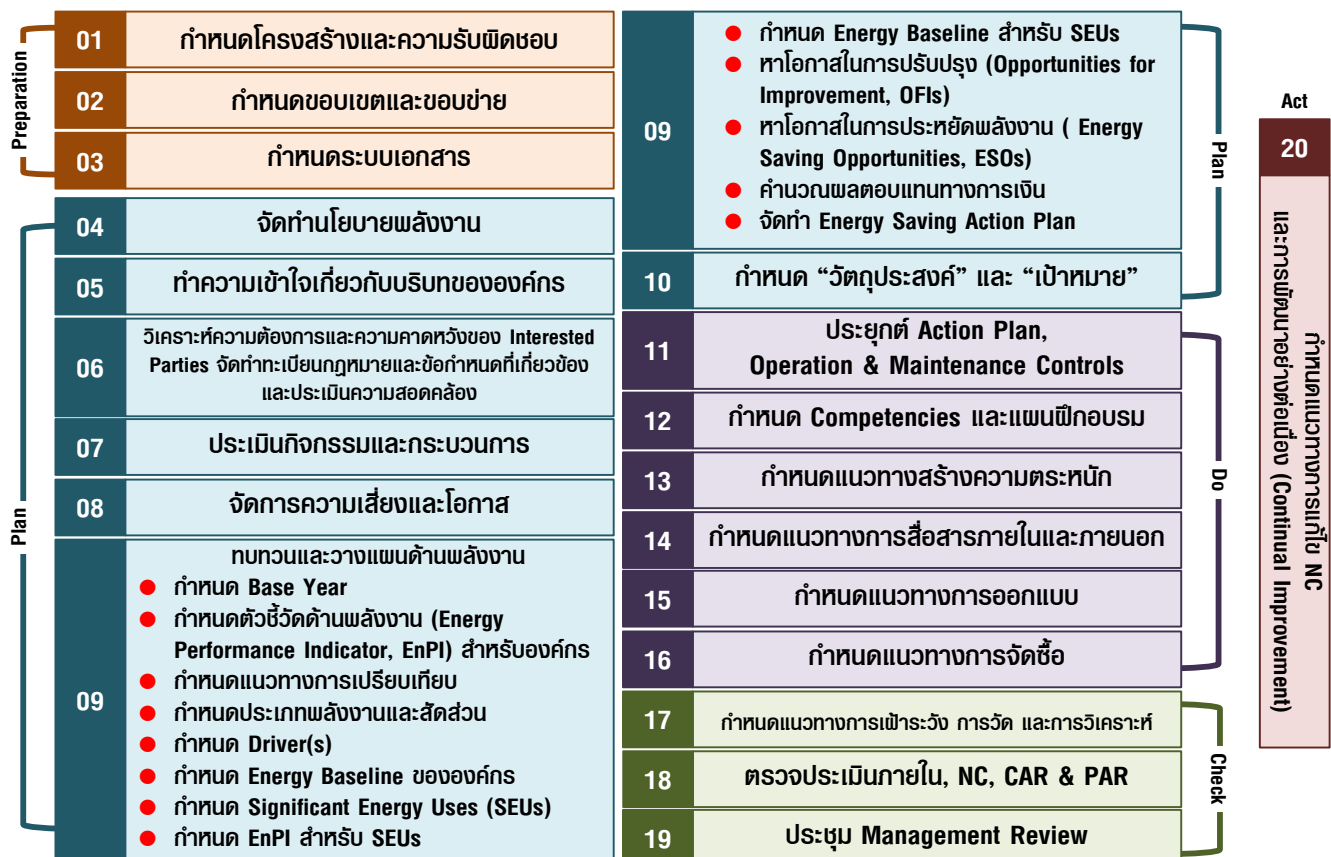 Preparation
01
กำหนดโครงสร้างและความรับผิดชอบ
02
กำหนดขอบเขตและขอบข่าย
03
กำหนดระบบเอกสาร
Plan
04
จัดทำนโยบายพลังงาน
05
ทำความเข้าใจเกี่ยวกับบริบทขององค์กร
06
วิเคราะห์ความต้องการและความคาดหวังของ Interested
Parties จัดทำทะเบียนกฎหมายและข้อกำหนดที่เกี่ยวข้อง
และประเมินความสอดคล้อง
07
ประเมินกิจกรรมและกระบวนการ
08
จัดการความเสี่ยงและโอกาส
09
ทบทวนและวางแผนด้านพลังงาน
● กำหนด Base Year
● กำหนดตัวชี้วัดด้านพลังงาน (Energy
Performance Indicator, EnPI) สำหรับองค์กร
● กำหนดแนวทางการเปรียบเทียบ
● กำหนดประเภทพลังงานและสัดส่วน
● กำหนด Driver(s)
● กำหนด Energy Baseline ขององค์กร
● กำหนด Significant Energy Uses (SEUs)
● กำหนด EnPI สำหรับ SEUs
09
● กำหนด Energy Baseline สำหรับ SEUs
● หาโอกาสในการปรับปรุง (Opportunities for
Improvement, OFIs)
● หาโอกาสในการประหยัดพลังงาน ( Energy
Saving Opportunities, ESOs)
● คำนวณผลตอบแทนทางการเงิน
● จัดทำ Energy Saving Action Plan
10
กำหนด “วัตถุประสงค์” และ “เป้าหมาย”
Plan
11
ประยุกต์ Action Plan,
Operation & Maintenance Controls
12
กำหนด Competencies และแผนฝึกอบรม
13
กำหนดแนวทางสร้างความตระหนัก
14
กำหนดแนวทางการสื่อสารภายในและภายนอก
15
กำหนดแนวทางการออกแบบ
16
กำหนดแนวทางการจัดซื้อ
Do
17
กำหนดแนวทางการเฝ้าระวัง การวัด และการวิเคราะห์
18
ตรวจประเมินภายใน, NC, CAR & PAR
19
ประชุม Management Review
Check
Act
20
กำหนดแนวทางการแก้ไข NC
และการพัฒนาอย่างต่อเนื่อง (Continual Improvement)